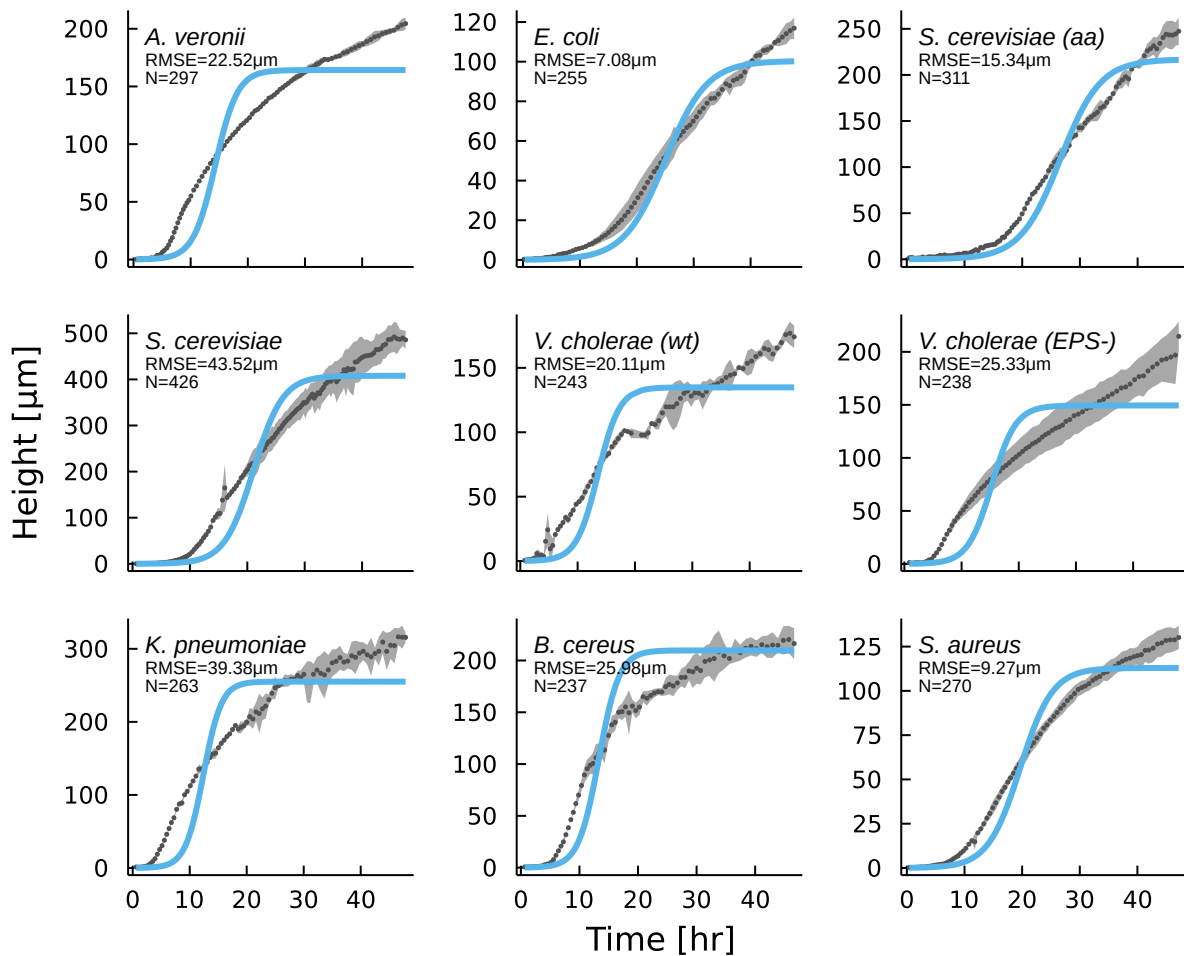 A. veronii
RMSE=22.52µm
N=297
0
50
100
150
200
E. coli
RMSE=7.08µm
N=255
0
20
40
60
80
100
120
S. cerevisiae (aa)
RMSE=15.34µm
N=311
0
50
100
150
200
250
Height [µm]
S. cerevisiae
RMSE=43.52µm
N=426
0
100
200
300
400
500
V. cholerae (wt)
RMSE=20.11µm
N=243
0
50
100
150
V. cholerae (EPS-)
RMSE=25.33µm
N=238
0
50
100
150
200
K. pneumoniae
RMSE=39.38µm
N=263
0
100
200
300
0 10 20 30 40
B. cereus
RMSE=25.98µm
N=237
0
50
100
150
200
0 10 20 30 40
S. aureus
RMSE=9.27µm
N=270
0
25
50
75
100
125
0 10 20 30 40
Time [hr]